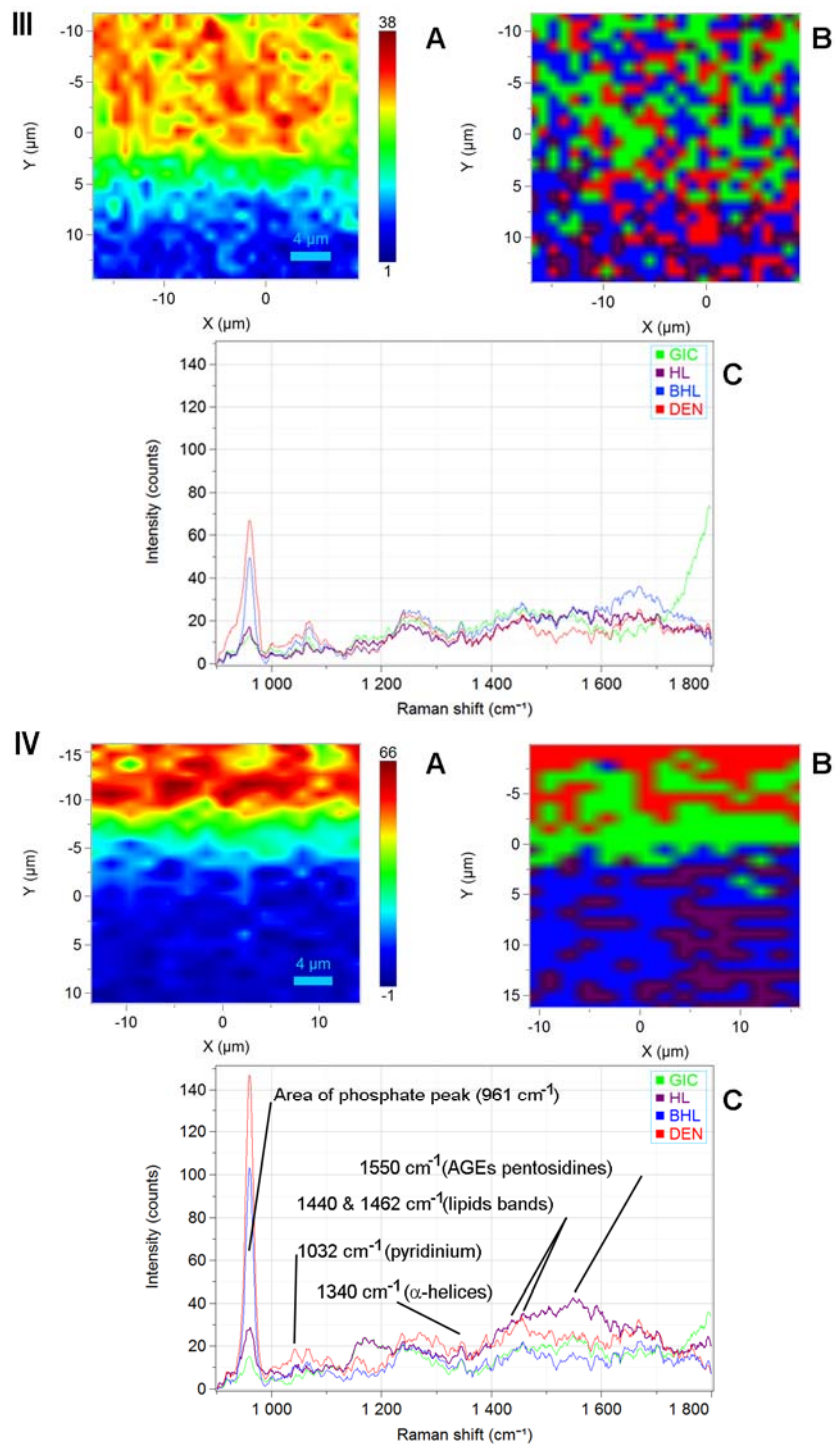 III
A
B
38
1
-10
-5
0
5
10
Y (µm)
4 µm
-10
0
X (µm)
-10
-5
0
5
10
Y (µm)
-10
0
X (µm)
C
GIC
HL
BHL
DEN
140
120
100
80
60
40
20
0
Intensity (counts)
1 000
1 200
1 400
1 600
1 800
Raman shift (cm⁻¹)
IV
A
B
66
-1
-15
-10
-5
0
5
10
Y (µm)
4 µm
-10
0
10
X (µm)
-5
0
5
10
15
Y (µm)
-10
0
10
X (µm)
C
GIC
HL
BHL
DEN
140
120
100
80
60
40
20
0
Intensity (counts)
Area of phosphate peak (961 cm⁻¹)
1550 cm⁻¹(AGEs pentosidines)
1440 & 1462 cm⁻¹(lipids bands)
1032 cm⁻¹(pyridinium)
1340 cm⁻¹(α-helices)
1 000
1 200
1 400
1 600
1 800
Raman shift (cm⁻¹)